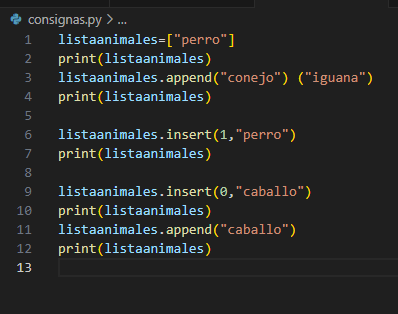 consignas.py > ...
1 listaanimales=["perro"]
2 print(listaanimales)
3 listaanimales.append("conejo") ("iguana")
4 print(listaanimales)
5
6 listaanimales.insert(1,"perro")
7 print(listaanimales)
8
9 listaanimales.insert(0,"caballo")
10 print(listaanimales)
11 listaanimales.append("caballo")
12 print(listaanimales)
13